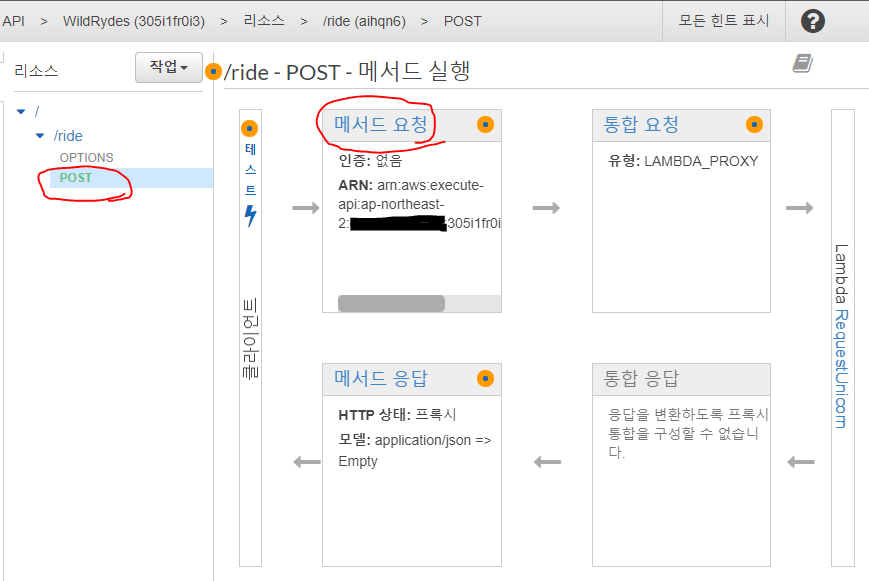 API > WildRydes (305i1fr0i3) > 리소스 > /ride (aihqn6) > POST
모든 힌트 표시
?
리소스
작업
/
/ride
OPTIONS
POST
/ride - POST - 메서드 실행
테스트
클라이언트
메서드 요청
인증: 없음
ARN: arn:aws:execute-
api:ap-northeast-
2: :305i1fr0i
통합 요청
유형: LAMBDA_PROXY
메서드 응답
HTTP 상태: 프록시
모델: application/json =>
Empty
통합 응답
응답을 변환하도록 프록시
통합을 구성할 수 없습니
다.
Lambda RequestUnicorn